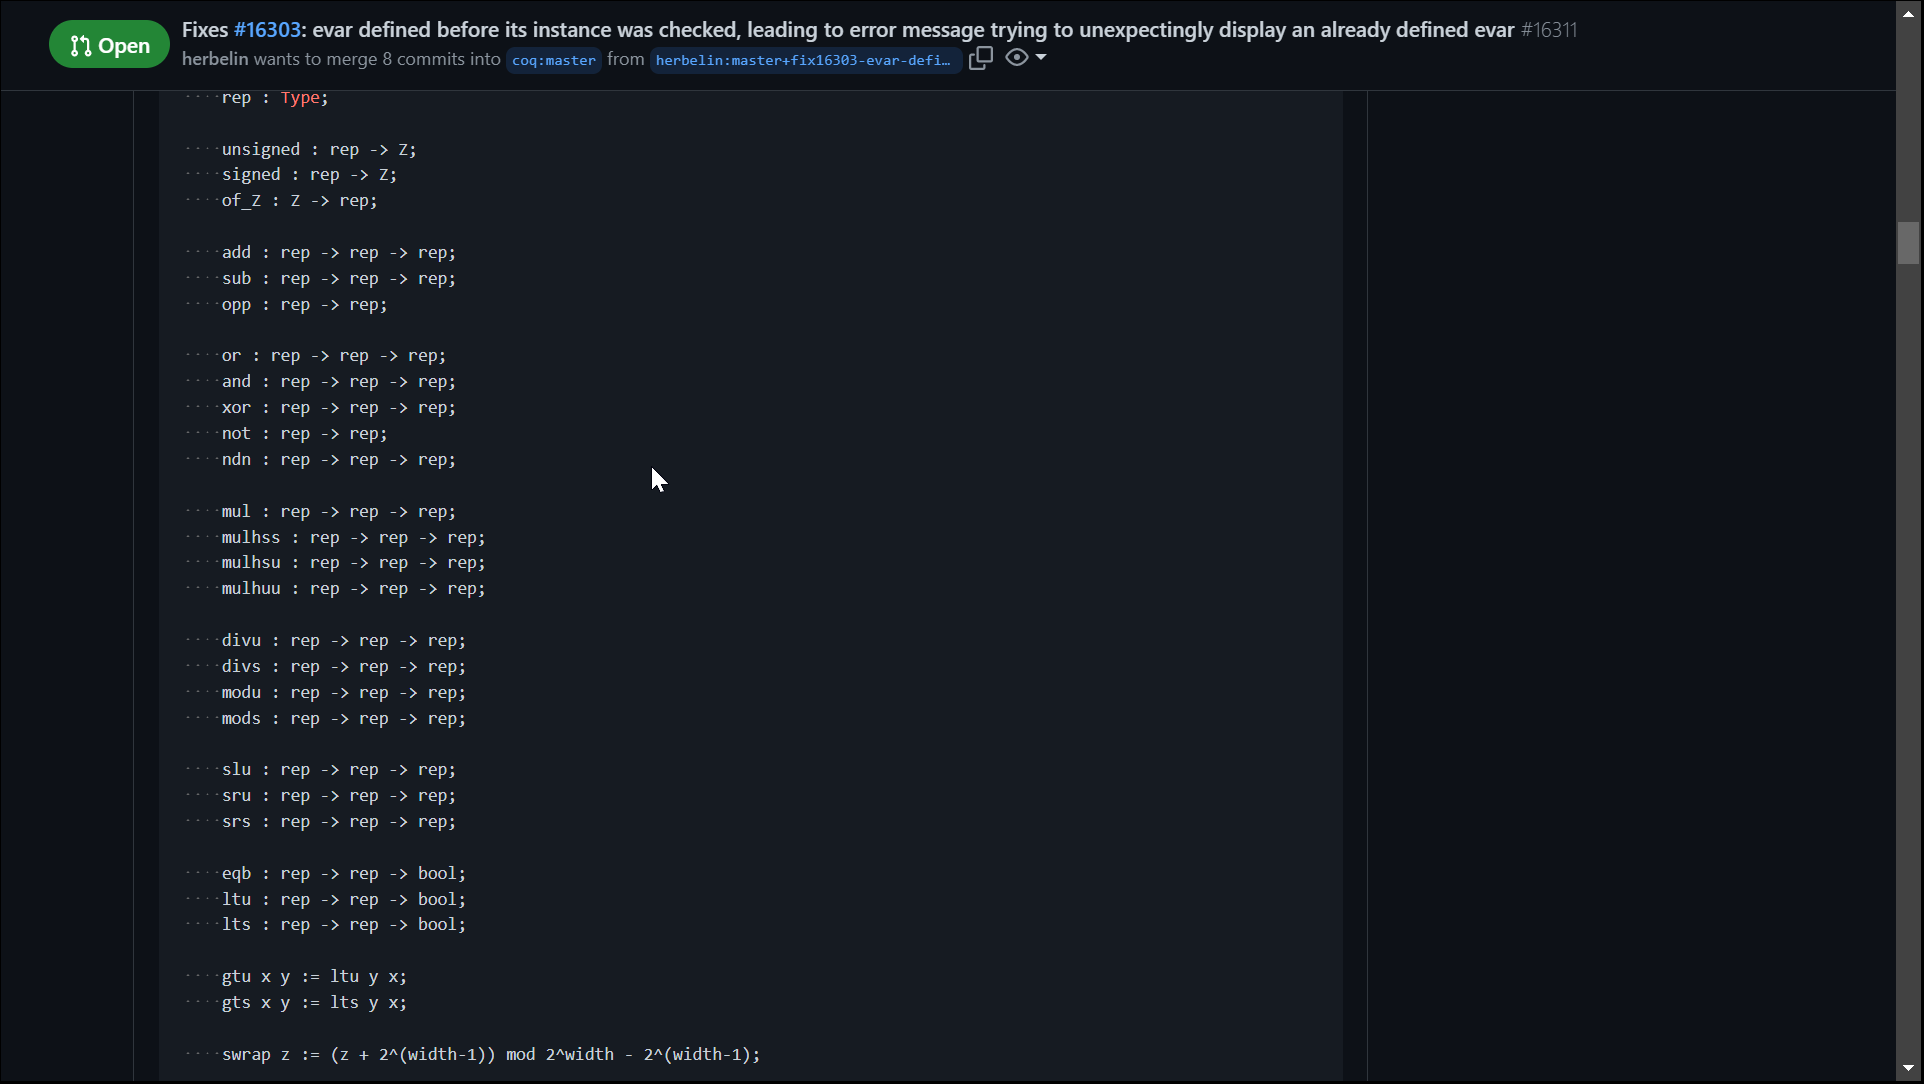 Open
Fixes #16303: evar defined before its instance was checked, leading to error message trying to unexpectingly display an already defined evar #16311
herbelin wants to merge 8 commits into coq:master from herbelin:master+fix16303-evar-defi…
····rep : Type;
····unsigned : rep -> Z;
····signed : rep -> Z;
····of_Z : Z -> rep;
····add : rep -> rep -> rep;
····sub : rep -> rep -> rep;
····opp : rep -> rep;
····or : rep -> rep -> rep;
····and : rep -> rep -> rep;
····xor : rep -> rep -> rep;
····not : rep -> rep;
····ndn : rep -> rep -> rep;
····mul : rep -> rep -> rep;
····mulhss : rep -> rep -> rep;
····mulhsu : rep -> rep -> rep;
····mulhuu : rep -> rep -> rep;
····divu : rep -> rep -> rep;
····divs : rep -> rep -> rep;
····modu : rep -> rep -> rep;
····mods : rep -> rep -> rep;
····slu : rep -> rep -> rep;
····sru : rep -> rep -> rep;
····srs : rep -> rep -> rep;
····eqb : rep -> rep -> bool;
····ltu : rep -> rep -> bool;
····lts : rep -> rep -> bool;
····gtu x y := ltu y x;
····gts x y := lts y x;
····swrap z := (z + 2^(width-1)) mod 2^width - 2^(width-1);